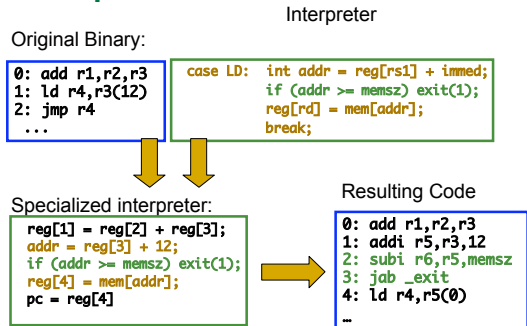 Interpreter
Original Binary:
0: add r1,r2,r3
1: ld r4,r3(12)
2: jmp r4
...
case LD: int addr = reg[rs1] + immed;
if (addr >= memsz) exit(1);
reg[rd] = mem[addr];
break;
Specialized interpreter:
reg[1] = reg[2] + reg[3];
addr = reg[3] + 12;
if (addr >= memsz) exit(1);
reg[4] = mem[addr];
pc = reg[4]
Resulting Code
0: add r1,r2,r3
1: addi r5,r3,12
2: subi r6,r5,memsz
3: jab _exit
4: ld r4,r5(0)
…